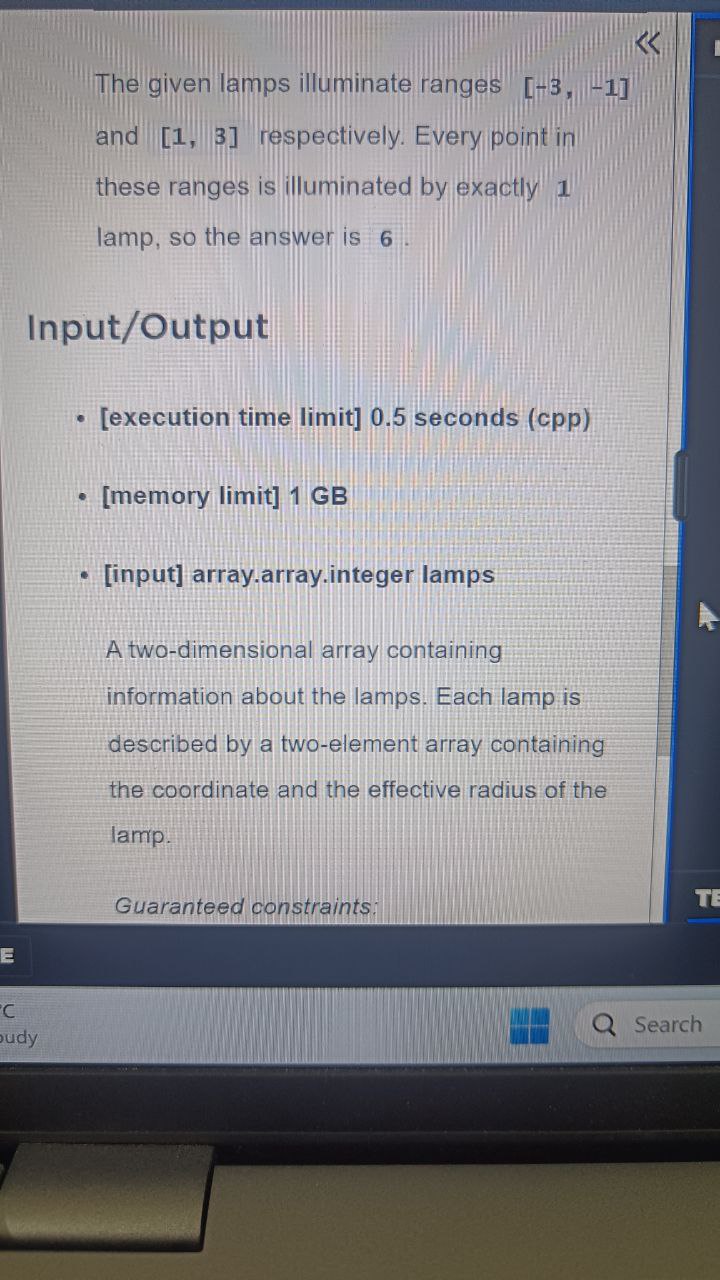 The given lamps illuminate ranges [-3, -1]
and [1, 3] respectively. Every point in
these ranges is illuminated by exactly 1
lamp, so the answer is 6 .
Input/Output
• [execution time limit] 0.5 seconds (cpp)
• [memory limit] 1 GB
• [input] array.array.integer lamps
A two-dimensional array containing
information about the lamps. Each lamp is
described by a two-element array containing
the coordinate and the effective radius of the
lamp.
Guaranteed constraints:
TE
E
°C
oudy
Search